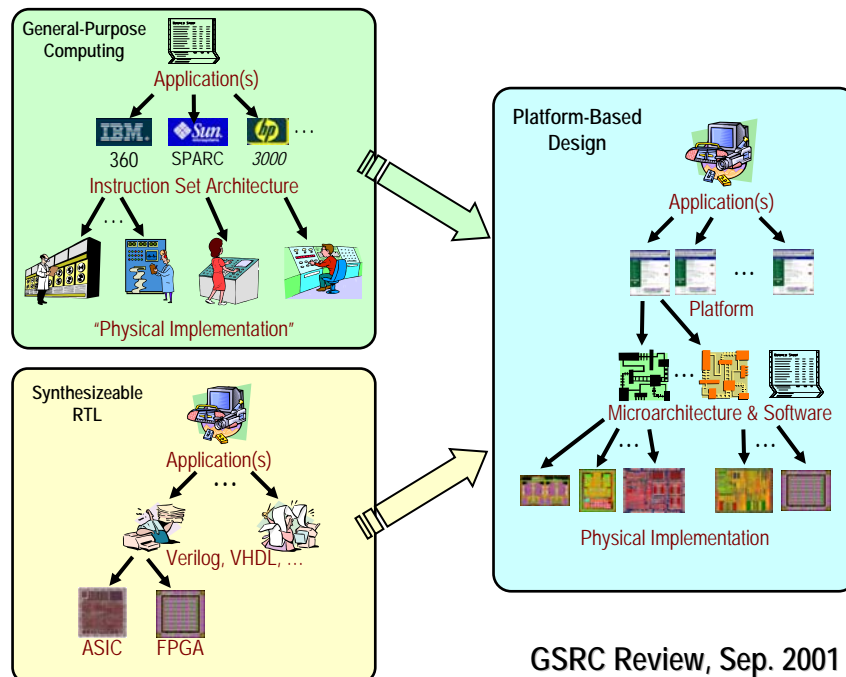 General-Purpose
Computing
Application(s)
IBM.
Sun
hp
...
360
SPARC
3000
Instruction Set Architecture
...
"Physical Implementation"
Synthesizeable
RTL
Application(s)
...
Verilog, VHDL, ...
ASIC
FPGA
Platform-Based
Design
Application(s)
...
Platform
...
Microarchitecture & Software
...
...
Physical Implementation
GSRC Review, Sep. 2001